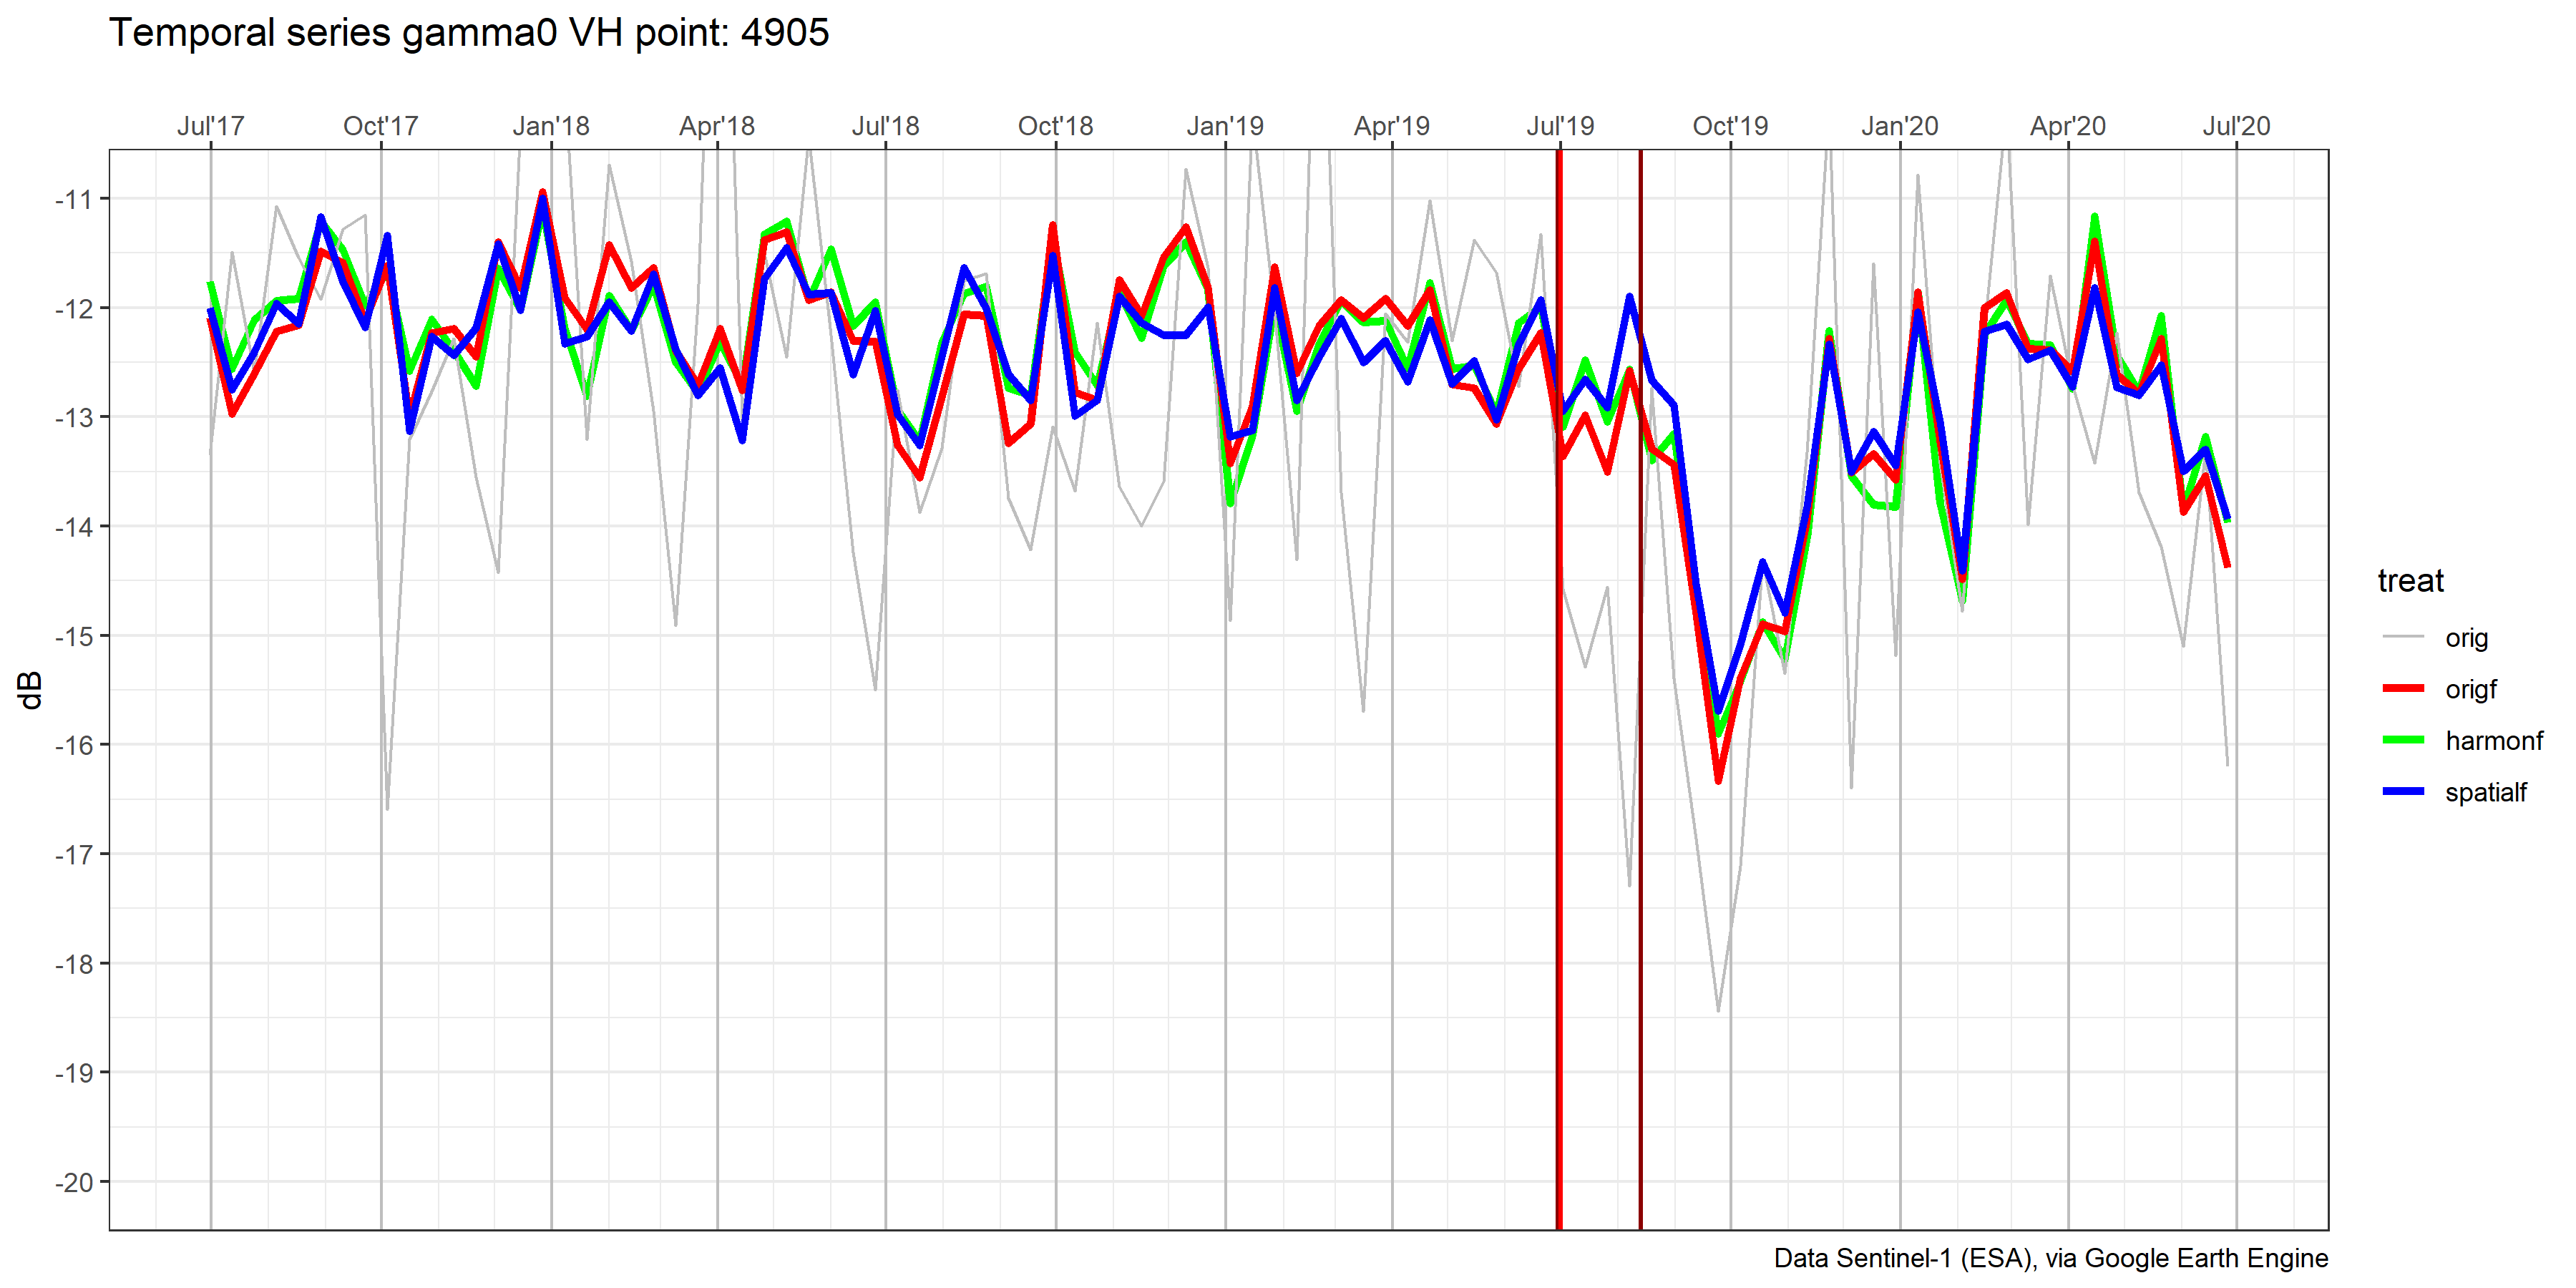 Temporal series gamma0 VH point: 4905
Jul'17 Oct'17 Jan'18 Apr'18 Jul'18 Oct'18 Jan'19 Apr'19 Jul'19 Oct'19 Jan'20 Apr'20 Jul'20
-11
-12
-13
-14
-15
-16
-17
-18
-19
-20
dB
treat
orig
origf
harmonf
spatialf
Data Sentinel-1 (ESA), via Google Earth Engine